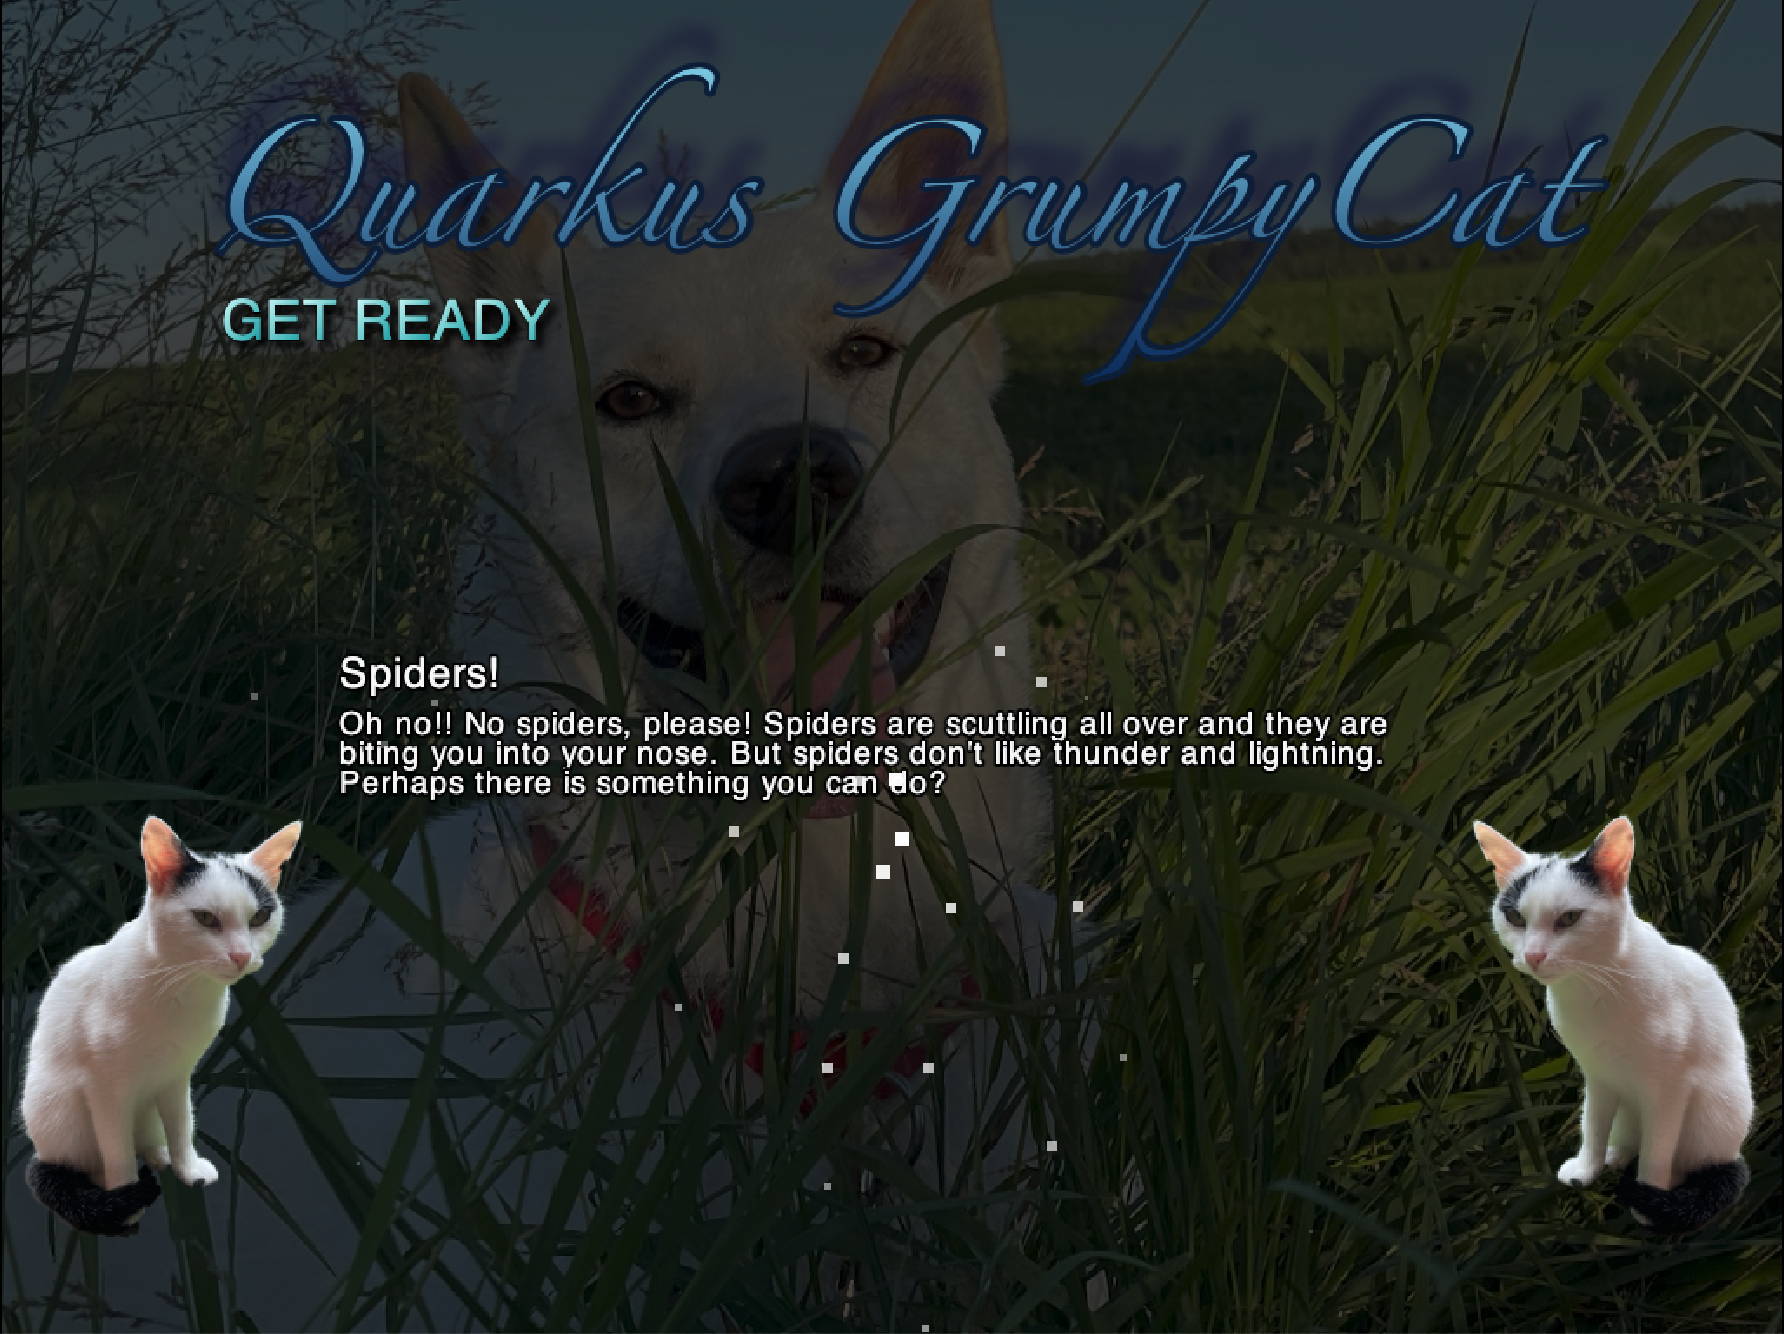 Quarkus GrumpyCat
GET READY
Spiders!
Oh no!! No spiders, please! Spiders are scuttling all over and they are
biting you into your nose. But spiders don't like thunder and lightning.
Perhaps there is something you can do?